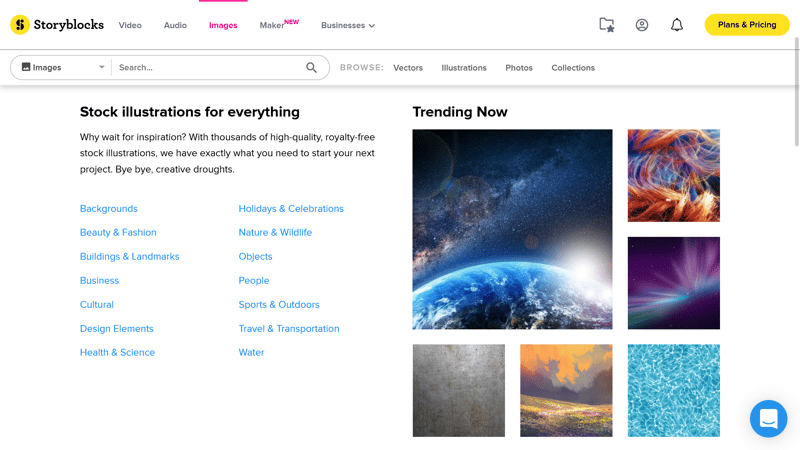 Storyblocks
Video
Audio
Images
Maker NEW
Businesses
Plans & Pricing
Images
Search...
BROWSE:
Vectors
Illustrations
Photos
Collections
Stock illustrations for everything
Why wait for inspiration? With thousands of high-quality, royalty-free
stock illustrations, we have exactly what you need to start your next
project. Bye bye, creative droughts.
Backgrounds
Beauty & Fashion
Buildings & Landmarks
Business
Cultural
Design Elements
Health & Science
Holidays & Celebrations
Nature & Wildlife
Objects
People
Sports & Outdoors
Travel & Transportation
Water
Trending Now